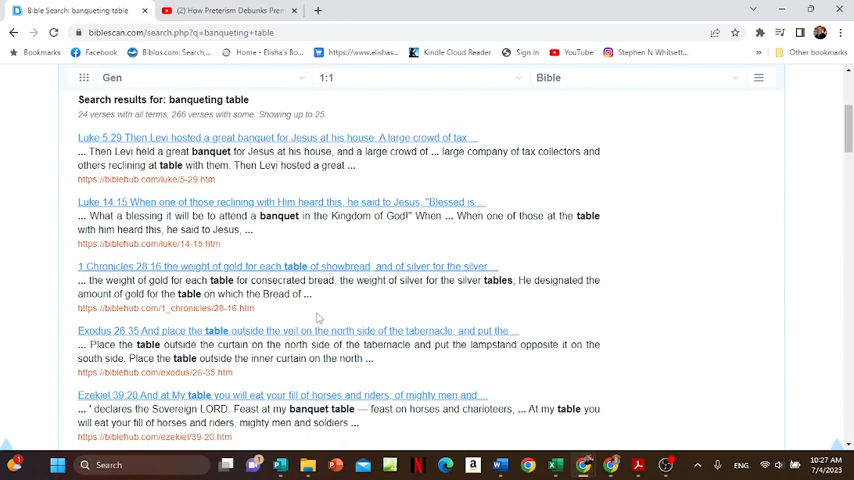 Bible Search: banqueting table
(2) How Preterism Debunks Prem
biblescan.com/search.php?q=banqueting+table
Bookmarks
Facebook
Biblos.com: Search,...
Home - Elisha's Bo...
https://www.elishas...
Kindle Cloud Reader
Sign In
YouTube
Stephen N Whitsett...
»
Other bookmarks
Gen
1:1
Bible
Search results for: banqueting table
24 verses with all terms, 266 verses with some. Showing up to 25.
Luke 5:29 Then Levi hosted a great banquet for Jesus at his house. A large crowd of tax ...
... Then Levi held a great banquet for Jesus at his house, and a large crowd of ... large company of tax collectors and
others reclining at table with them. Then Levi hosted a great ...
https://biblehub.com/luke/5-29.htm
Luke 14:15 When one of those reclining with Him heard this, he said to Jesus, "Blessed is ...
... What a blessing it will be to attend a banquet in the Kingdom of God!" When ... When one of those at the table
with him heard this, he said to Jesus, ...
https://biblehub.com/luke/14-15.htm
1 Chronicles 28:16 the weight of gold for each table of showbread, and of silver for the silver ...
... the weight of gold for each table for consecrated bread, the weight of silver for the silver tables; He designated the
amount of gold for the table on which the Bread of ...
https://biblehub.com/1_chronicles/28-16.htm
Exodus 26:35 And place the table outside the veil on the north side of the tabernacle, and put the ...
... Place the table outside the curtain on the north side of the tabernacle and put the lampstand opposite it on the
south side. Place the table outside the inner curtain on the north ...
https://biblehub.com/exodus/26-35.htm
Ezekiel 39:20 And at My table you will eat your fill of horses and riders, of mighty men and ...
... ' declares the Sovereign LORD. Feast at my banquet table — feast on horses and charioteers, ... At my table you
will eat your fill of horses and riders, mighty men and soldiers ...
https://biblehub.com/ezekiel/39-20.htm
Search
ENG
10:27 AM
7/4/2023